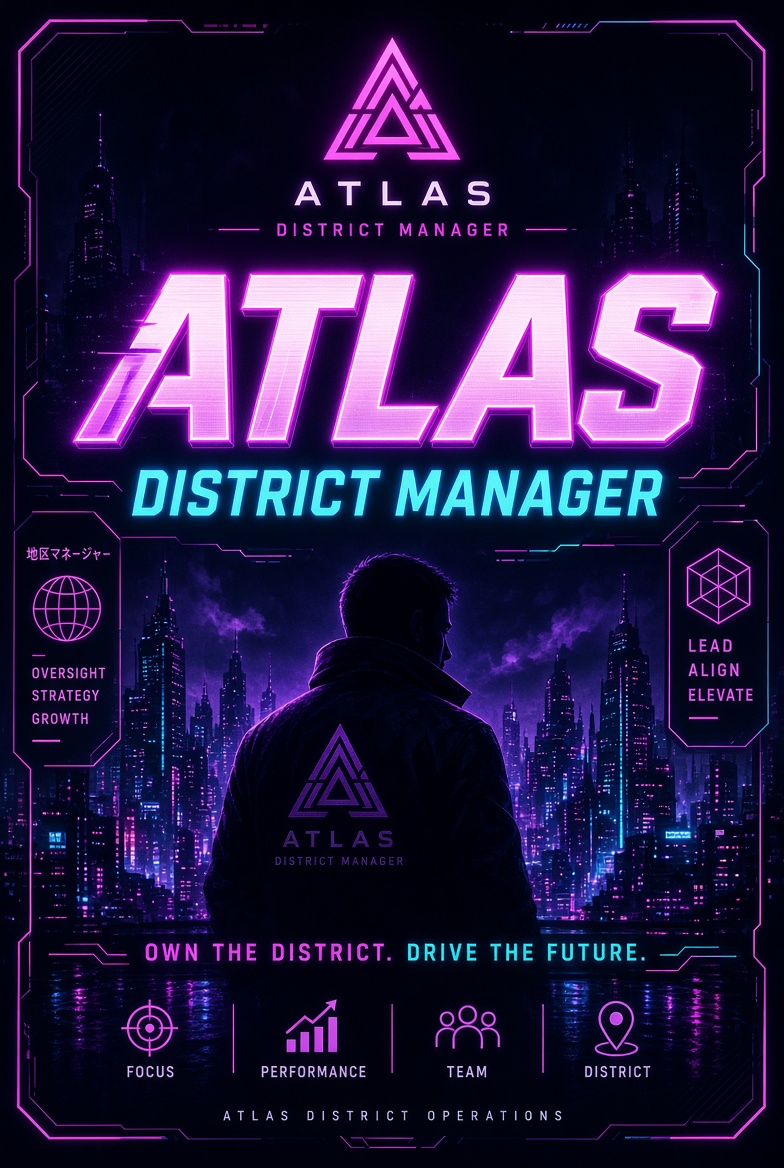 ATLAS
DISTRICT MANAGER
ATLAS
DISTRICT MANAGER
地区マネージャー
OVERSIGHT
STRATEGY
GROWTH
LEAD
ALIGN
ELEVATE
ATLAS
DISTRICT MANAGER
OWN THE DISTRICT. DRIVE THE FUTURE.
FOCUS
PERFORMANCE
TEAM
DISTRICT
ATLAS DISTRICT OPERATIONS